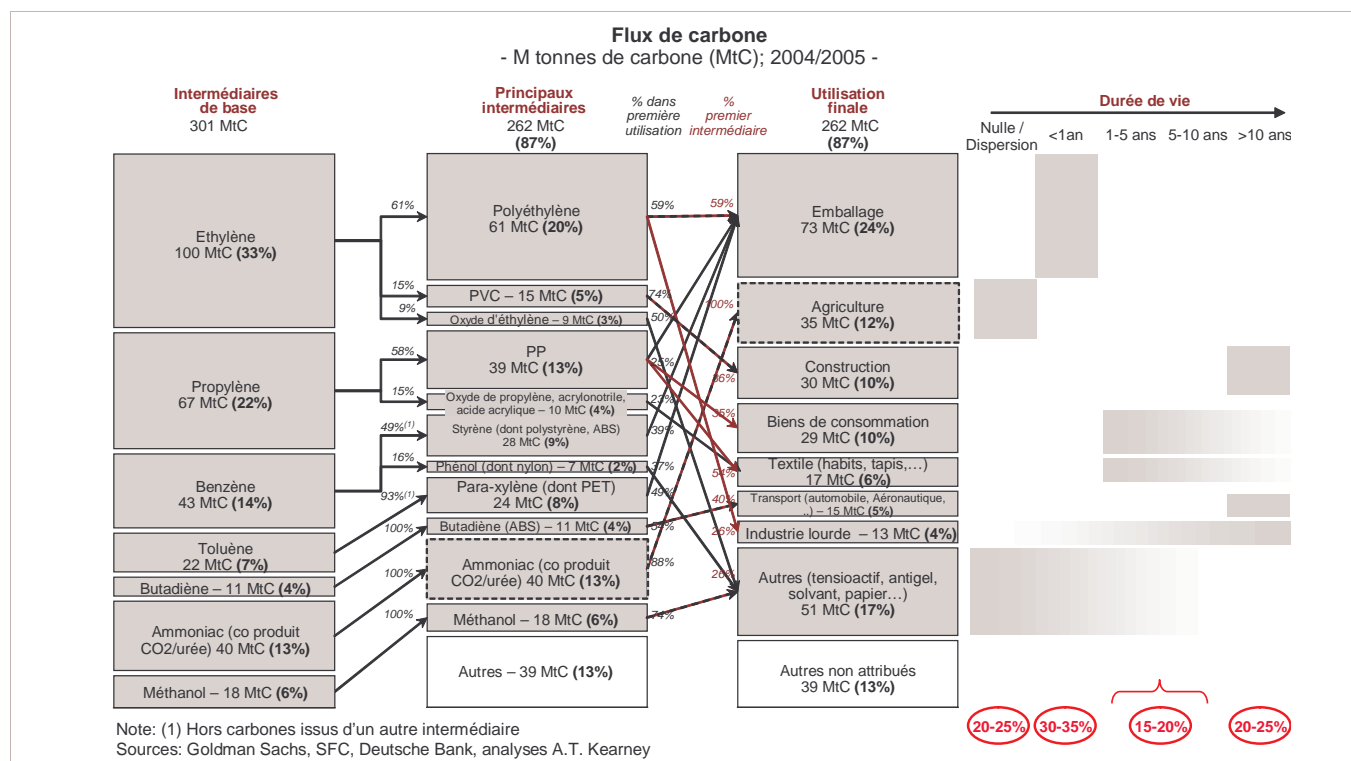 Flux de carbone
- M tonnes de carbone (MtC); 2004/2005 -
Intermédiaires
de base
301 MtC
Principaux
intermédiaires
262 MtC
(87%)
% dans
première
utilisation
%
premier
intermédiaire
Utilisation
finale
262 MtC
(87%)
Durée de vie
Nulle /
Dispersion
<1an
1-5 ans
5-10 ans
>10 ans
Ethylène
100 MtC (33%)
Propylène
67 MtC (22%)
Benzène
43 MtC (14%)
Toluène
22 MtC (7%)
Butadiène – 11 MtC (4%)
Ammoniac (co produit
CO2/urée) 40 MtC (13%)
Méthanol – 18 MtC (6%)
61%
15%
9%
58%
15%
49%(1)
16%
93%(1)
100%
100%
100%
Polyéthylène
61 MtC (20%)
PVC – 15 MtC (5%)
Oxyde d'éthylène – 9 MtC (3%)
PP
39 MtC (13%)
Oxyde de propylène, acrylonotrile,
acide acrylique – 10 MtC (4%)
Styrène (dont polystyrène, ABS)
28 MtC (9%)
Phénol (dont nylon) – 7 MtC (2%)
Para-xylène (dont PET)
24 MtC (8%)
Butadiène (ABS) – 11 MtC (4%)
Ammoniac (co produit
CO2/urée) 40 MtC (13%)
Méthanol – 18 MtC (6%)
Autres – 39 MtC (13%)
59%
74%
50%
25%
23%
39%
37%
49%
54%
88%
74%
59%
100%
36%
35%
54%
40%
26%
26%
Emballage
73 MtC (24%)
Agriculture
35 MtC (12%)
Construction
30 MtC (10%)
Biens de consommation
29 MtC (10%)
Textile (habits, tapis,…)
17 MtC (6%)
Transport (automobile, Aéronautique,
..) – 15 MtC (5%)
Industrie lourde – 13 MtC (4%)
Autres (tensioactif, antigel,
solvant, papier…)
51 MtC (17%)
Autres non attribués
39 MtC (13%)
20-25%
30-35%
15-20%
20-25%
Note: (1) Hors carbones issus d'un autre intermédiaire
Sources: Goldman Sachs, SFC, Deutsche Bank, analyses A.T. Kearney